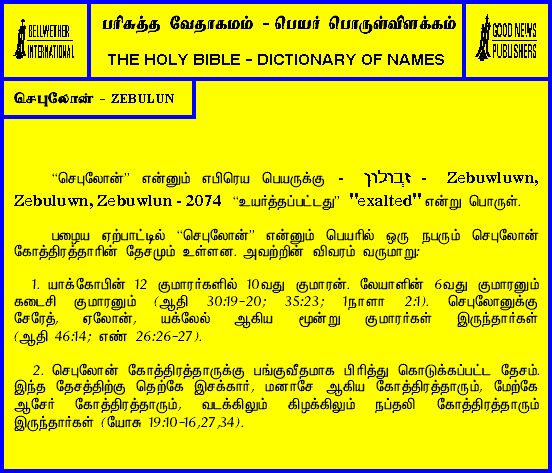 BELLWETHER
INTERNATIONAL
பரிசுத்த வேதாகமம் - பெயர் பொருள்விளக்கம்
THE HOLY BIBLE - DICTIONARY OF NAMES
GOOD NEWS
PUBLISHERS
செபுலோன் - ZEBULUN
“செபுலோன்” என்னும் எபிரெய பெயருக்கு - זְבוּלוּן - Zebuwluwn,
Zebuluwn, Zebuwlun - 2074 “உயர்த்தப்பட்டது” "exalted" என்று பொருள்.
பழைய ஏற்பாட்டில் “செபுலோன்” என்னும் பெயரில் ஒரு நபரும் செபுலோன்
கோத்திரத்தாரின் தேசமும் உள்ளன. அவற்றின் விவரம் வருமாறு:
1. யாக்கோபின் 12 குமாரர்களில் 10வது குமாரன். லேயாளின் 6வது குமாரனும்
கடைசி குமாரனும் (ஆதி 30:19-20; 35:23; 1நாளா 2:1). செபுலோனுக்கு
சேரேத், ஏலோன், யக்லேல் ஆகிய மூன்று குமாரர்கள் இருந்தார்கள்
(ஆதி 46:14; எண் 26:26-27).
2. செபுலோன் கோத்திரத்தாருக்கு பங்குவீதமாக பிரித்து கொடுக்கப்பட்ட தேசம்.
இந்த தேசத்திற்கு தெற்கே இசக்கார், மனாசே ஆகிய கோத்திரத்தாரும், மேற்கே
ஆசேர் கோத்திரத்தாரும், வடக்கிலும் கிழக்கிலும் நப்தலி கோத்திரத்தாரும்
இருந்தார்கள் (யோசு 19:10-16,27,34).